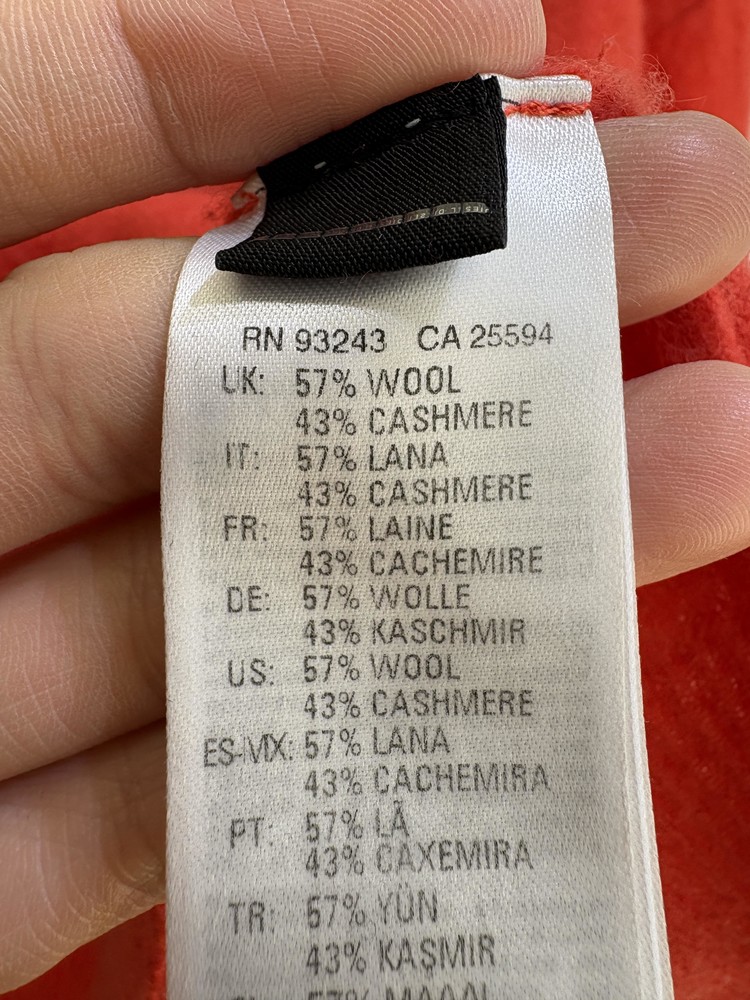 RN 93243 CA 25594
UK: 57% WOOL
43% CASHMERE
IT: 57% LANA
43% CASHMERE
FR: 57% LAINE
43% CACHEMIRE
DE: 57% WOLLE
43% KASCHMIR
US: 57% WOOL
43% CASHMERE
ES-MX: 57% LANA
43% CACHEMIRA
PT: 57% LÃ
43% CAXEMIRA
TR: 57% YÜN
43% KAŞMIR